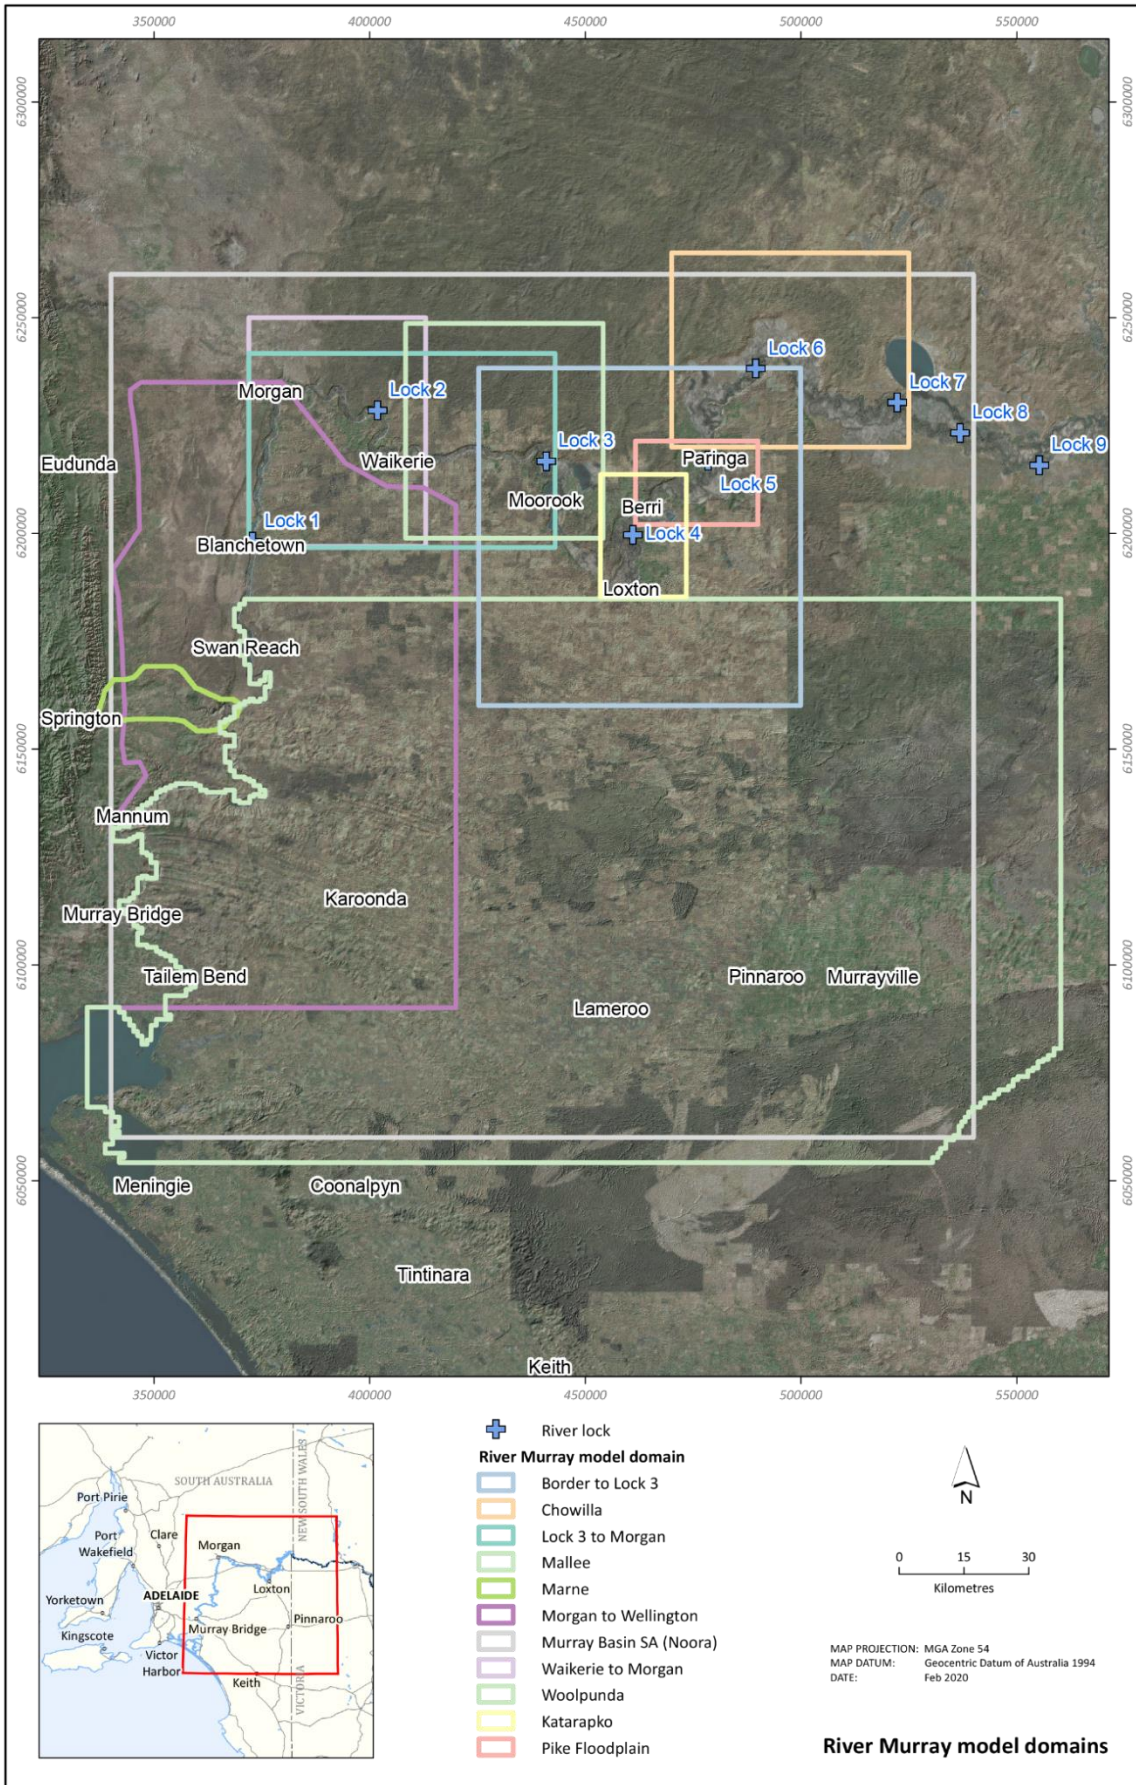 350000
400000
450000
500000
550000
6300000
6300000
6250000
6250000
Lock 6
Lock 7
Lock 2
Morgan
Lock 8
Waikerie
Lock 3
Paringa
Lock 9
Eudunda
Lock 5
Moorook
Berri
Lock 1
Lock 4
6200000
6200000
Blanchetown
Loxton
Swan Reach
Springton
6150000
6150000
Mannum
Karoonda
Murray Bridge
Tailem Bend
Pinnaroo
Murrayville
6100000
6100000
Lameroo
Meningie
Coonalpyn
6050000
6050000
Tintinara
Keith
350000
400000
450000
500000
550000
SOUTH AUSTRALIA
NEW SOUTH WALES
VICTORIA
Port Pirie
Port
Wakefield
Clare
Morgan
Loxton
Yorketown
ADELAIDE
Pinnaroo
Murray Bridge
Kingscote
Victor
Harbor
Keith
River lock
River Murray model domain
Border to Lock 3
Chowilla
Lock 3 to Morgan
Mallee
Marne
Morgan to Wellington
Murray Basin SA (Noora)
Waikerie to Morgan
Woolpunda
Katarapko
Pike Floodplain
N
0 15 30
Kilometres
MAP PROJECTION: MGA Zone 54
MAP DATUM: Geocentric Datum of Australia 1994
DATE: Feb 2020
River Murray model domains